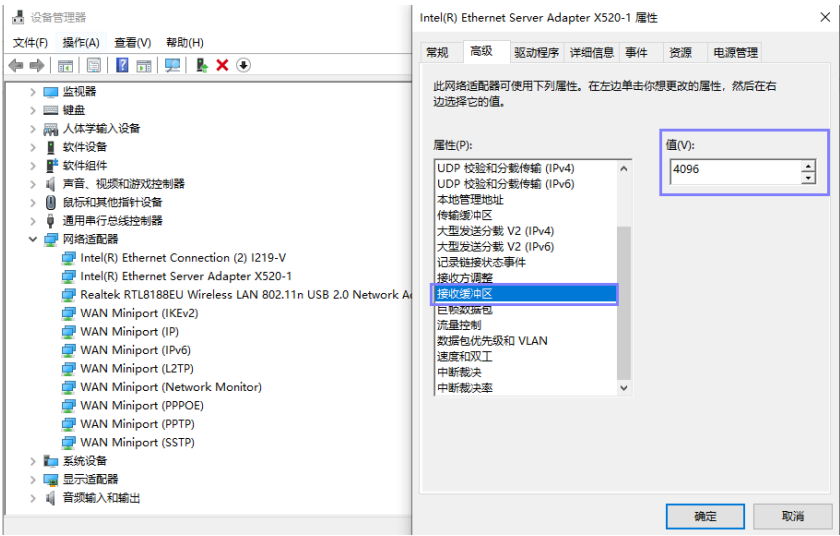 设备管理器
文件(F) 操作(A) 查看(V) 帮助(H)
监视器
键盘
人体学输入设备
软件设备
软件组件
声音、视频和游戏控制器
鼠标和其他指针设备
通用串行总线控制器
网络适配器
Intel(R) Ethernet Connection (2) I219-V
Intel(R) Ethernet Server Adapter X520-1
Realtek RTL8188EU Wireless LAN 802.11n USB 2.0 Network Ad
WAN Miniport (IKEv2)
WAN Miniport (IP)
WAN Miniport (IPv6)
WAN Miniport (L2TP)
WAN Miniport (Network Monitor)
WAN Miniport (PPPOE)
WAN Miniport (PPTP)
WAN Miniport (SSTP)
系统设备
显示适配器
音频输入和输出
Intel(R) Ethernet Server Adapter X520-1 属性
常规 高级 驱动程序 详细信息 事件 资源 电源管理
此网络适配器可使用下列属性。在左边单击你想更改的属性，然后在右
边选择它的值。
属性(P):
UDP 校验和分载传输 (IPv4)
UDP 校验和分载传输 (IPv6)
本地管理地址
传输缓冲区
大型发送分载 V2 (IPv4)
大型发送分载 V2 (IPv6)
记录链接状态事件
接收方调整
接收缓冲区
巨帧数据包
流量控制
数据包优先级和 VLAN
速度和双工
中断裁决
中断裁决率
值(V):
4096
确定 取消